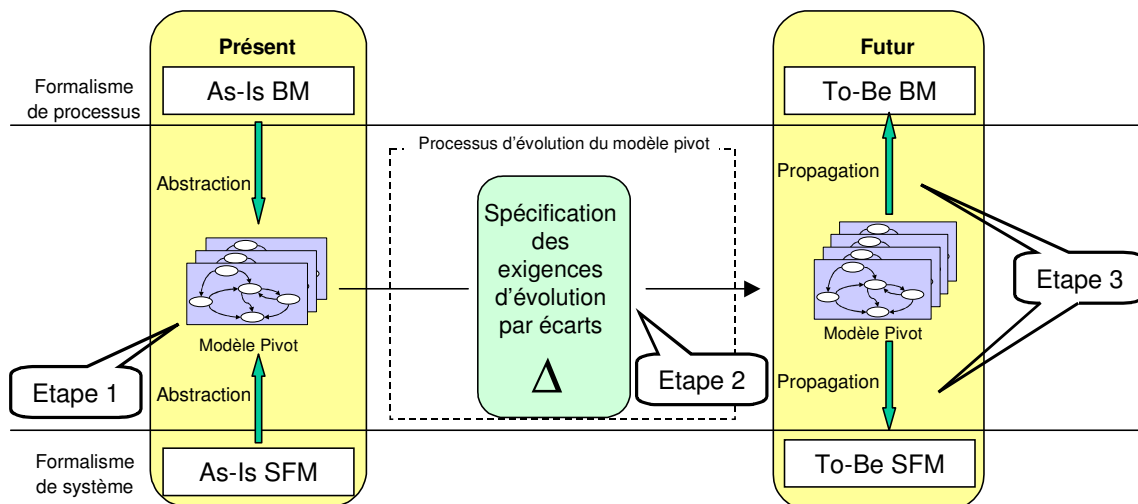 Présent
Futur
Formalisme
de processus
As-Is BM
To-Be BM
Processus d'évolution du modèle pivot
Abstraction
Propagation
Spécification
des
exigences
d'évolution
par écarts
Δ
Etape 3
Modèle Pivot
Modèle Pivot
Etape 1
Etape 2
Abstraction
Propagation
Formalisme
de système
As-Is SFM
To-Be SFM